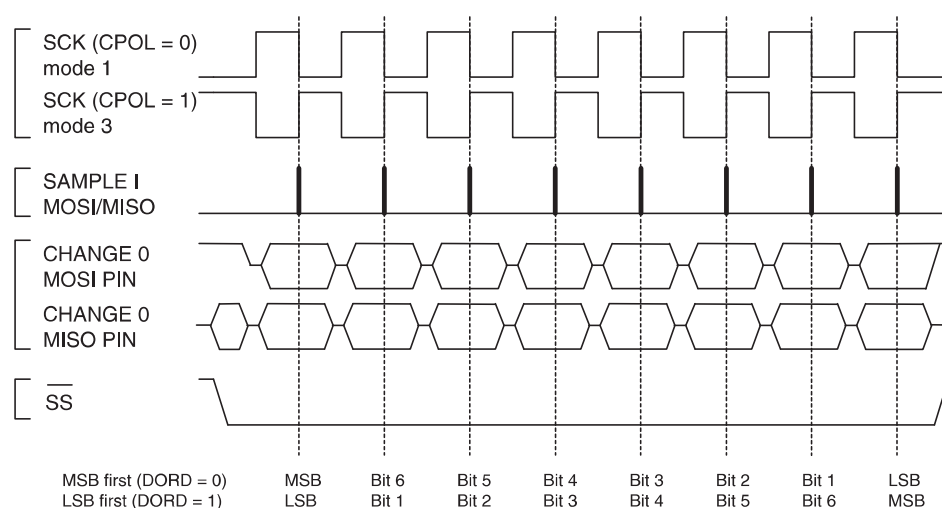 SCK (CPOL = 0)
mode 1
SCK (CPOL = 1)
mode 3
SAMPLE I
MOSI/MISO
CHANGE 0
MOSI PIN
CHANGE 0
MISO PIN
SS
MSB first (DORD = 0) MSB Bit 6 Bit 5 Bit 4 Bit 3 Bit 2 Bit 1 LSB
LSB first (DORD = 1) LSB Bit 1 Bit 2 Bit 3 Bit 4 Bit 5 Bit 6 MSB